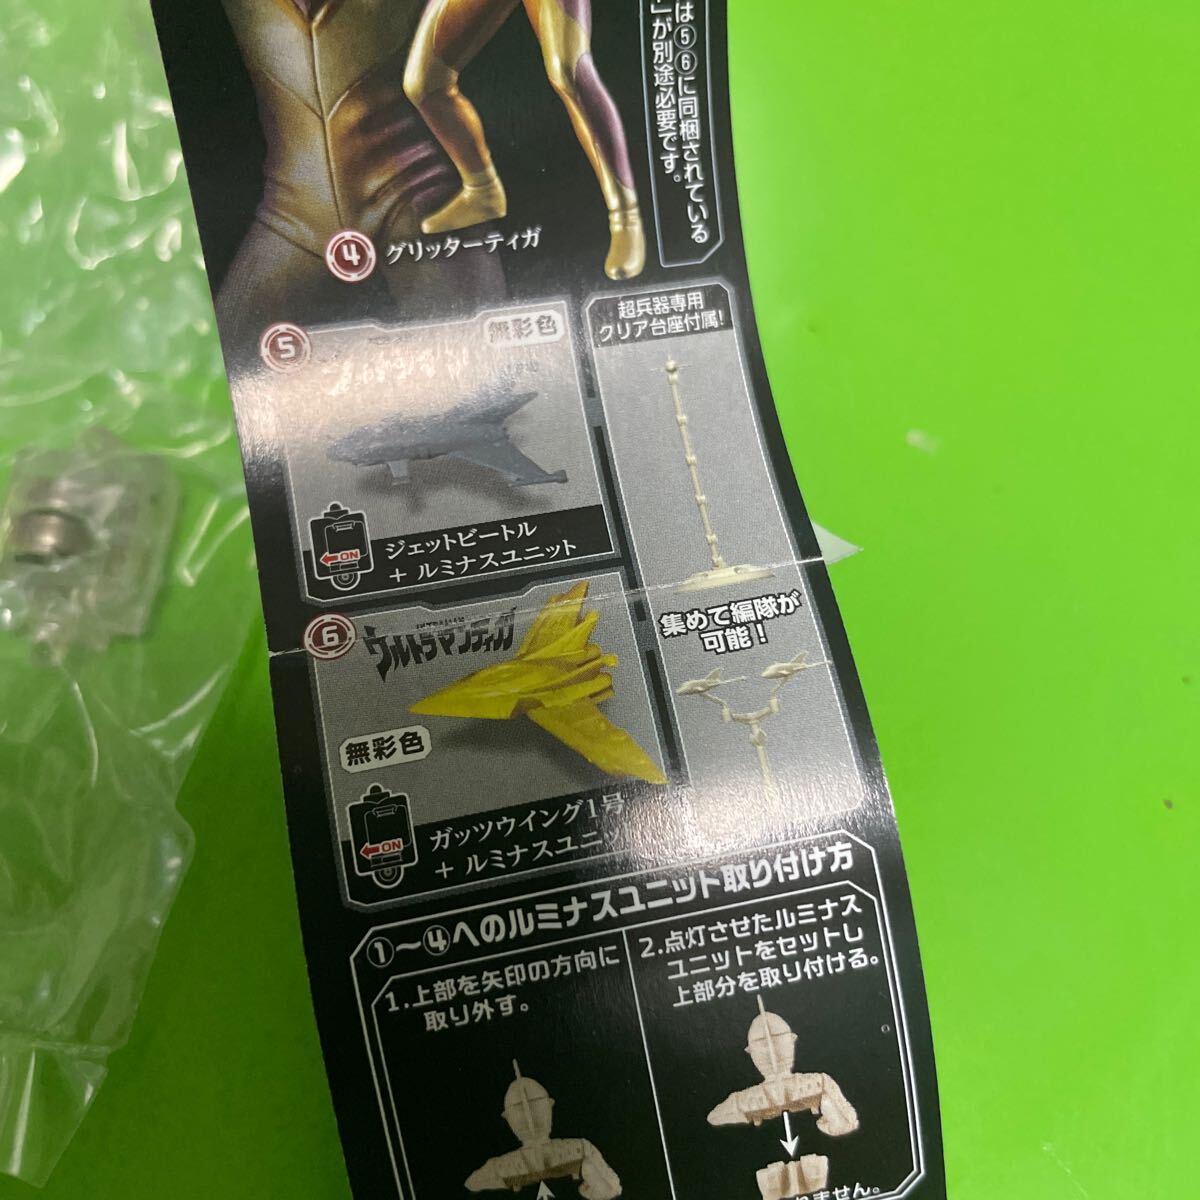 は⑤⑥に同梱されている
」が別途必要です。
④ グリッターティガ
⑤
無彩色
超兵器専用
クリア台座付属!
ON
ジェットビートル
+ ルミナスユニット
⑥
ウルトラマンティガ
無彩色
集めて編隊が
可能!
ON
ガッツウイング1号
+ ルミナスユニッ
①〜④へのルミナスユニット取り付け方
1.上部を矢印の方向に
取り外す。
2.点灯させたルミナス
ユニットをセットし
上部分を取り付ける。
れません。